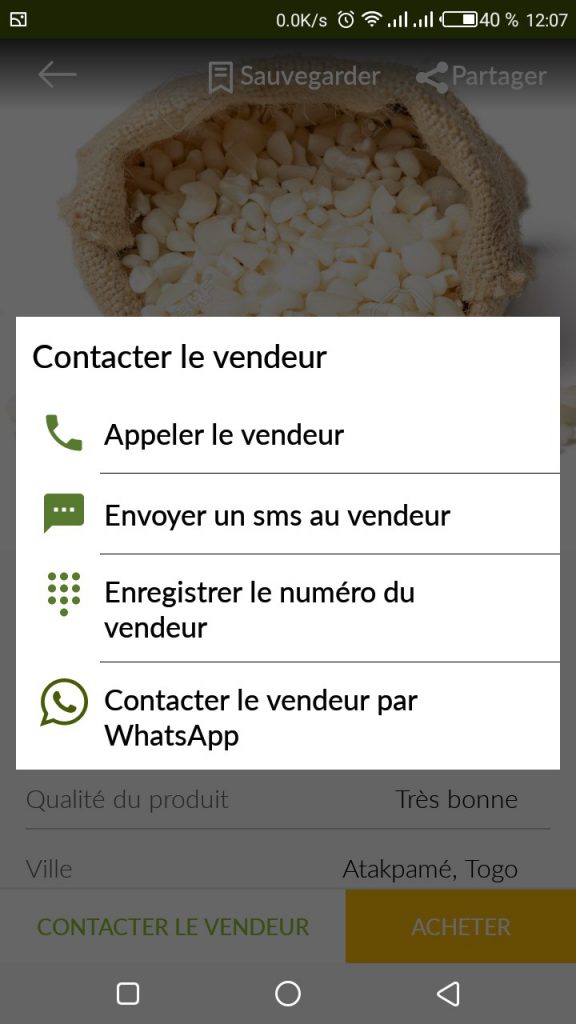 0.0K/s 40 % 12:07
Sauvegarder Partager
Contacter le vendeur
Appeler le vendeur
Envoyer un sms au vendeur
Enregistrer le numéro du
vendeur
Contacter le vendeur par
WhatsApp
Qualité du produit Très bonne
Ville Atakpamé, Togo
CONTACTER LE VENDEUR ACHETER